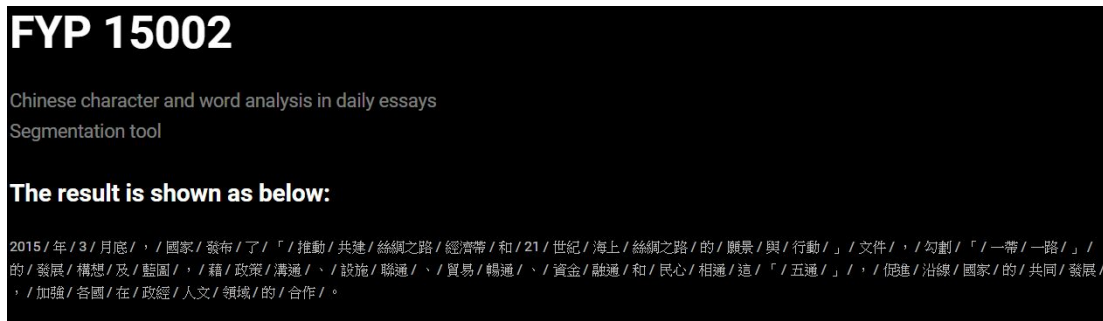 FYP 15002
Chinese character and word analysis in daily essays
Segmentation tool
The result is shown as below:
2015 / 年 / 3 / 月底 / ， / 國家 / 發布 / 了 / 「 / 推動 / 共建 / 絲綢之路 / 經濟帶 / 和 / 21 / 世紀 / 海上 / 絲綢之路 / 的 / 願景 / 與 / 行動 / 」 / 文件 / ， / 勾劃 / 「 / 一帶 / 一路 / 」 /
的 / 發展 / 構想 / 及 / 藍圖 / ， / 藉 / 政策 / 溝通 / 、 / 設施 / 聯通 / 、 / 貿易 / 暢通 / 、 / 資金 / 融通 / 和 / 民心 / 相通 / 這 / 「 / 五通 / 」 / ， / 促進 / 沿線 / 國家 / 的 / 共同 / 發展 /
， / 加強 / 各國 / 在 / 政經 / 人文 / 領域 / 的 / 合作 / 。